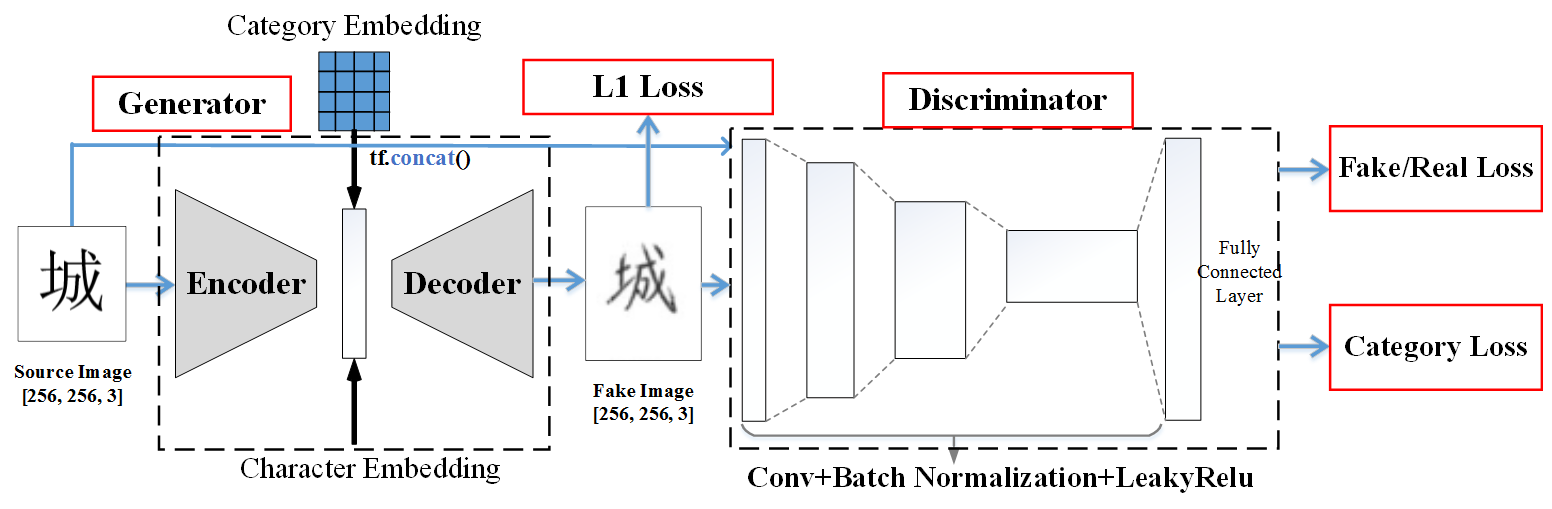 Category Embedding
Generator
L1 Loss
Discriminator
tf.concat()
Fake/Real Loss
城
Encoder
Decoder
城
Fully
Connected
Layer
Source Image
[256, 256, 3]
Fake Image
[256, 256, 3]
Category Loss
Character Embedding
Conv+Batch Normalization+LeakyRelu